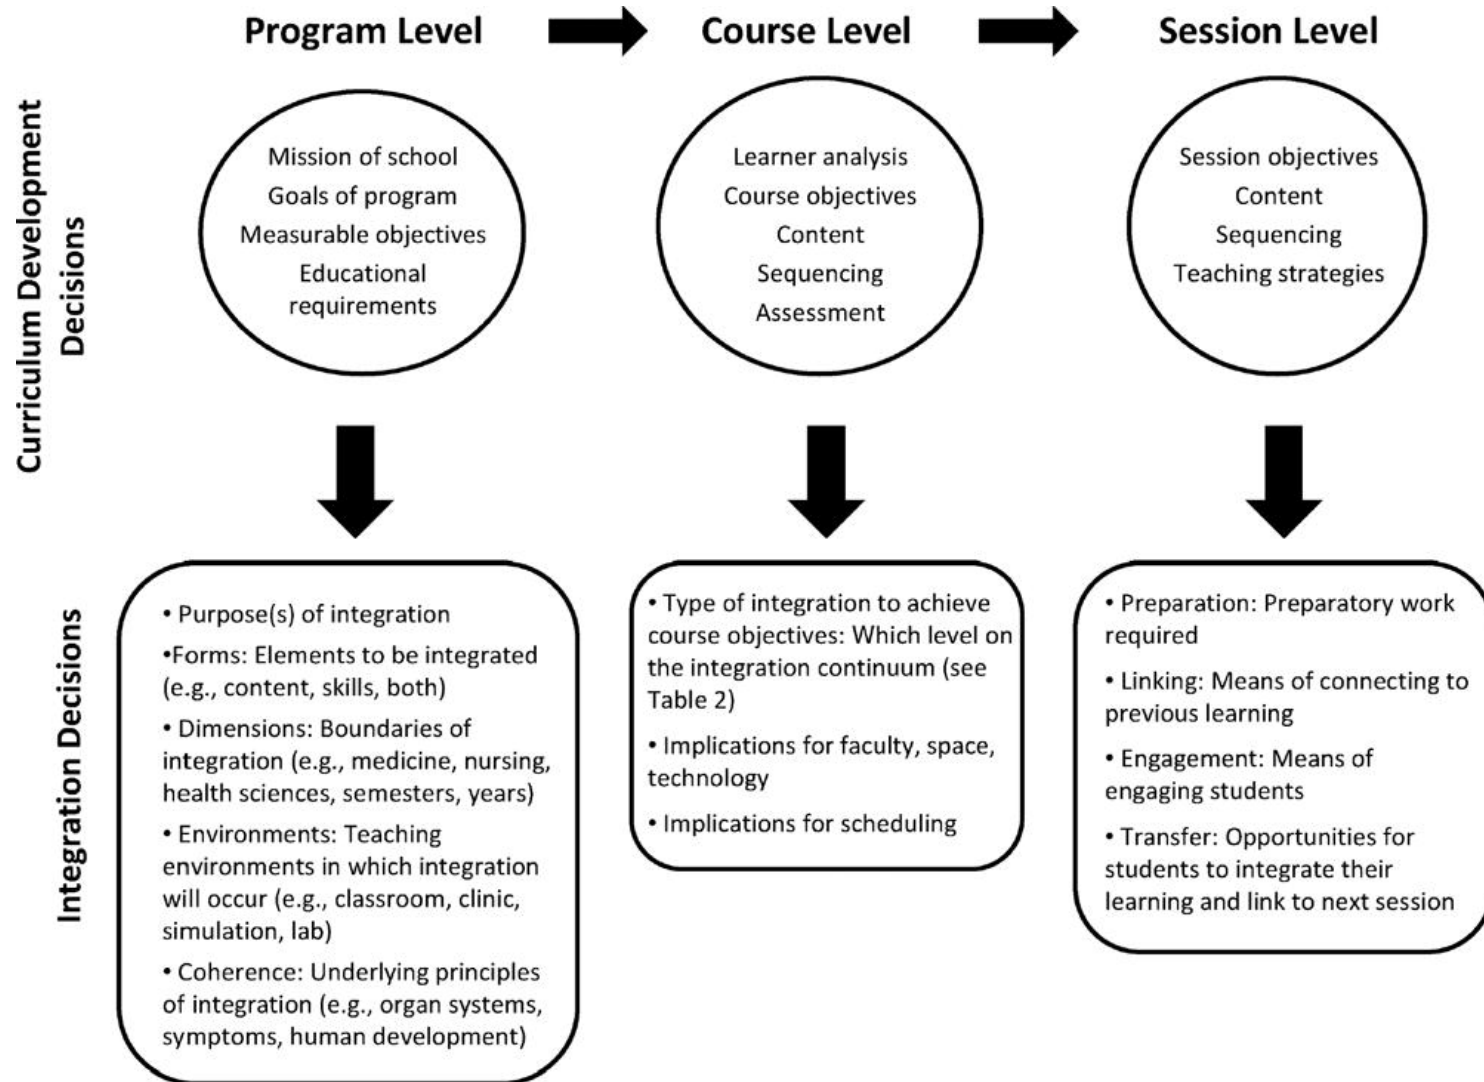 Program Level
Course Level
Session Level
Curriculum Development
Decisions
Mission of school
Goals of program
Measurable objectives
Educational
requirements
Learner analysis
Course objectives
Content
Sequencing
Assessment
Session objectives
Content
Sequencing
Teaching strategies
Integration Decisions
• Purpose(s) of integration
•Forms: Elements to be integrated
(e.g., content, skills, both)
• Dimensions: Boundaries of
integration (e.g., medicine, nursing,
health sciences, semesters, years)
• Environments: Teaching
environments in which integration
will occur (e.g., classroom, clinic,
simulation, lab)
• Coherence: Underlying principles
of integration (e.g., organ systems,
symptoms, human development)
• Type of integration to achieve
course objectives: Which level on
the integration continuum (see
Table 2)
• Implications for faculty, space,
technology
• Implications for scheduling
• Preparation: Preparatory work
required
• Linking: Means of connecting to
previous learning
• Engagement: Means of
engaging students
• Transfer: Opportunities for
students to integrate their
learning and link to next session